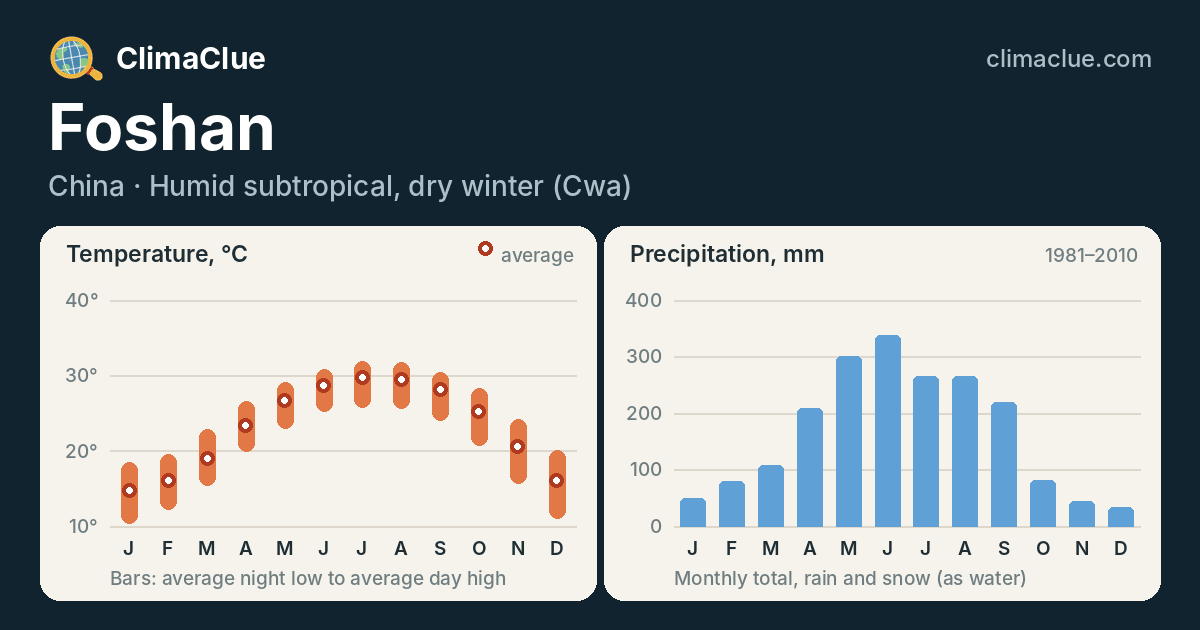 ClimaClue
climaclue.com
Foshan
China · Humid subtropical, dry winter (Cwa)
Temperature, °C
average
40°
30°
20°
10°
J F M A M J J A S O N D
Bars: average night low to average day high
Precipitation, mm
1981–2010
400
300
200
100
0
J F M A M J J A S O N D
Monthly total, rain and snow (as water)